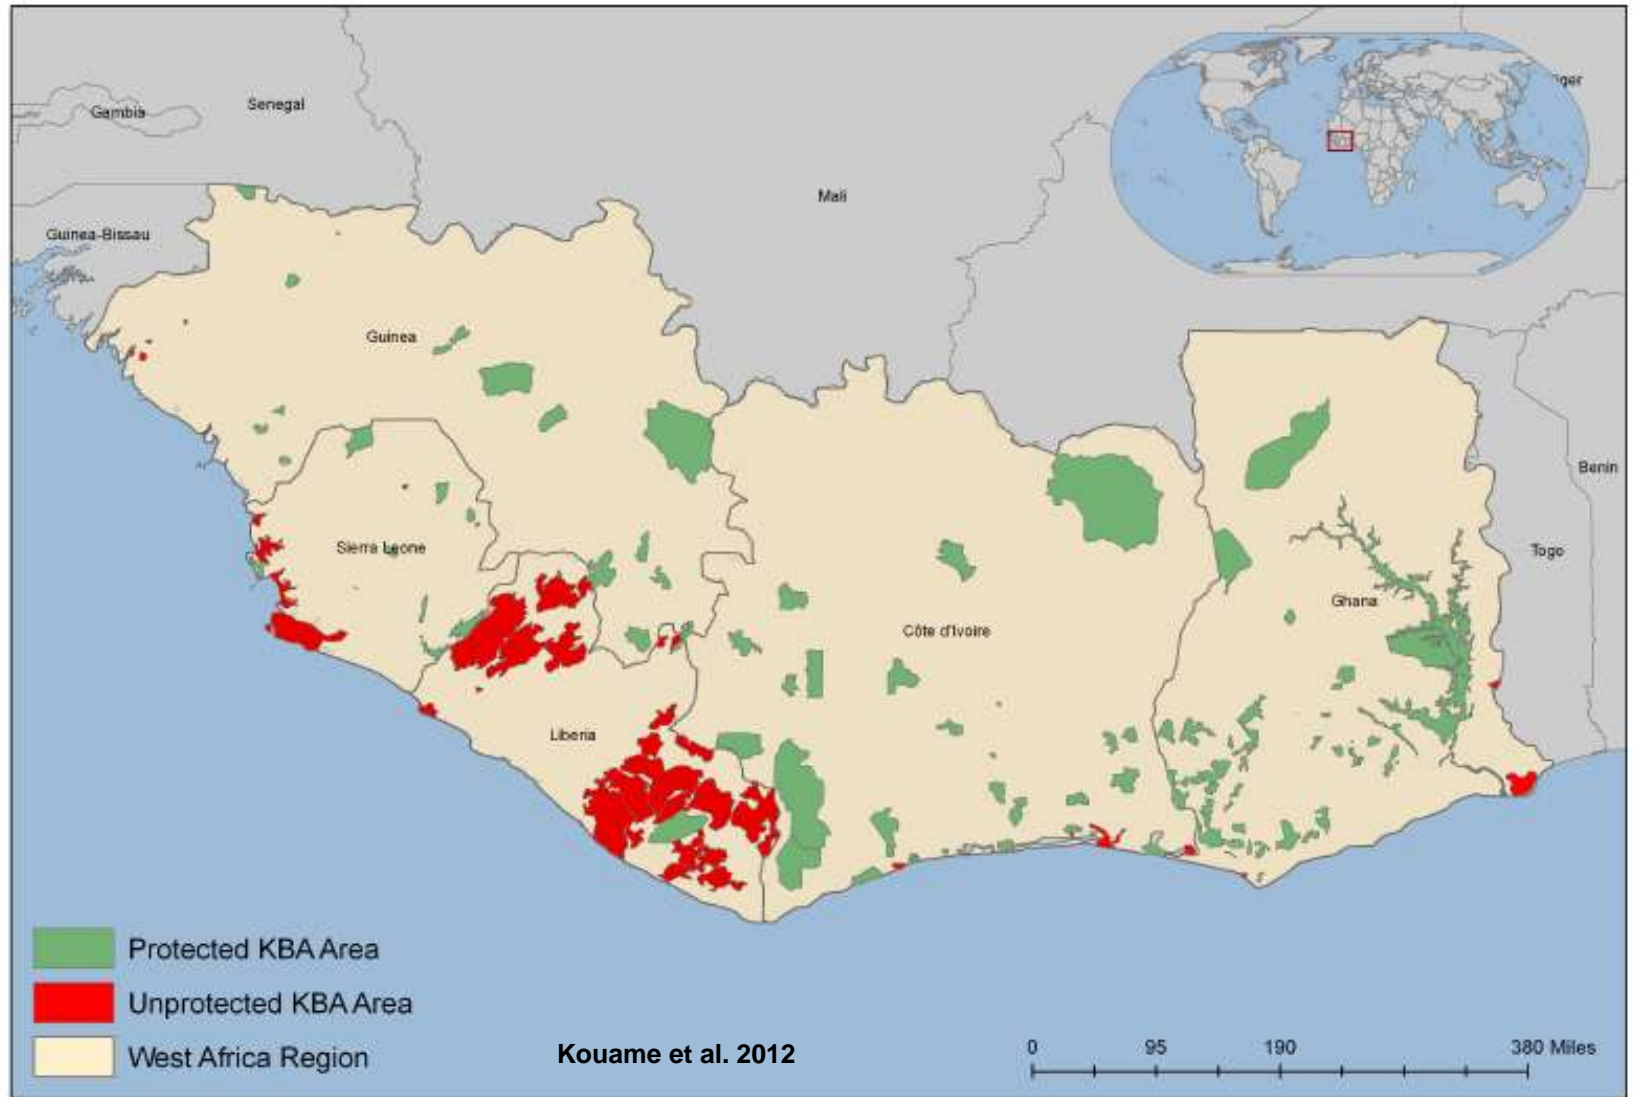 Gambia
Senegal
Guinea-Bissau
Mali
Guinea
Sierra Leone
Liberia
Côte d'Ivoire
Ghana
Benin
Togo
Protected KBA Area
Unprotected KBA Area
West Africa Region
Kouame et al. 2012
0 95 190 380 Miles